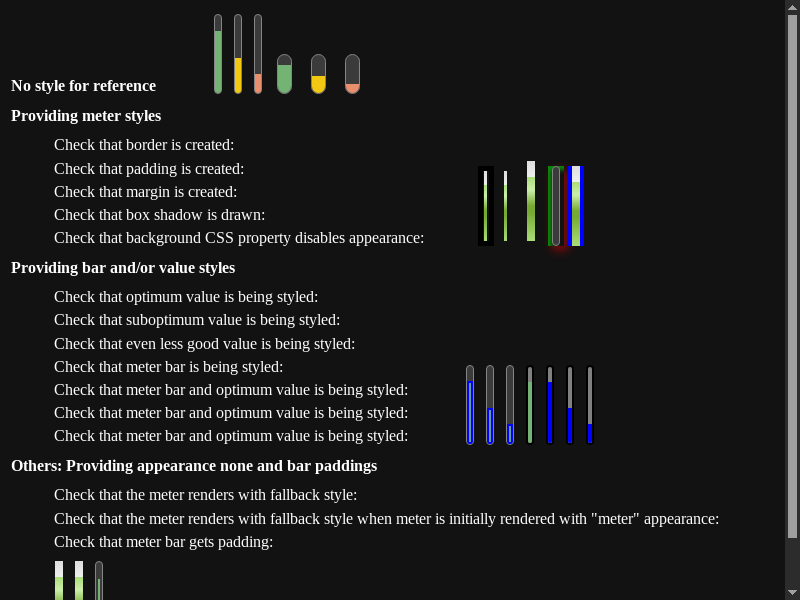 No style for reference
Providing meter styles
Check that border is created:
Check that padding is created:
Check that margin is created:
Check that box shadow is drawn:
Check that background CSS property disables appearance:
Providing bar and/or value styles
Check that optimum value is being styled:
Check that suboptimum value is being styled:
Check that even less good value is being styled:
Check that meter bar is being styled:
Check that meter bar and optimum value is being styled:
Check that meter bar and optimum value is being styled:
Check that meter bar and optimum value is being styled:
Others: Providing appearance none and bar paddings
Check that the meter renders with fallback style:
Check that the meter renders with fallback style when meter is initially rendered with "meter" appearance:
Check that meter bar gets padding: